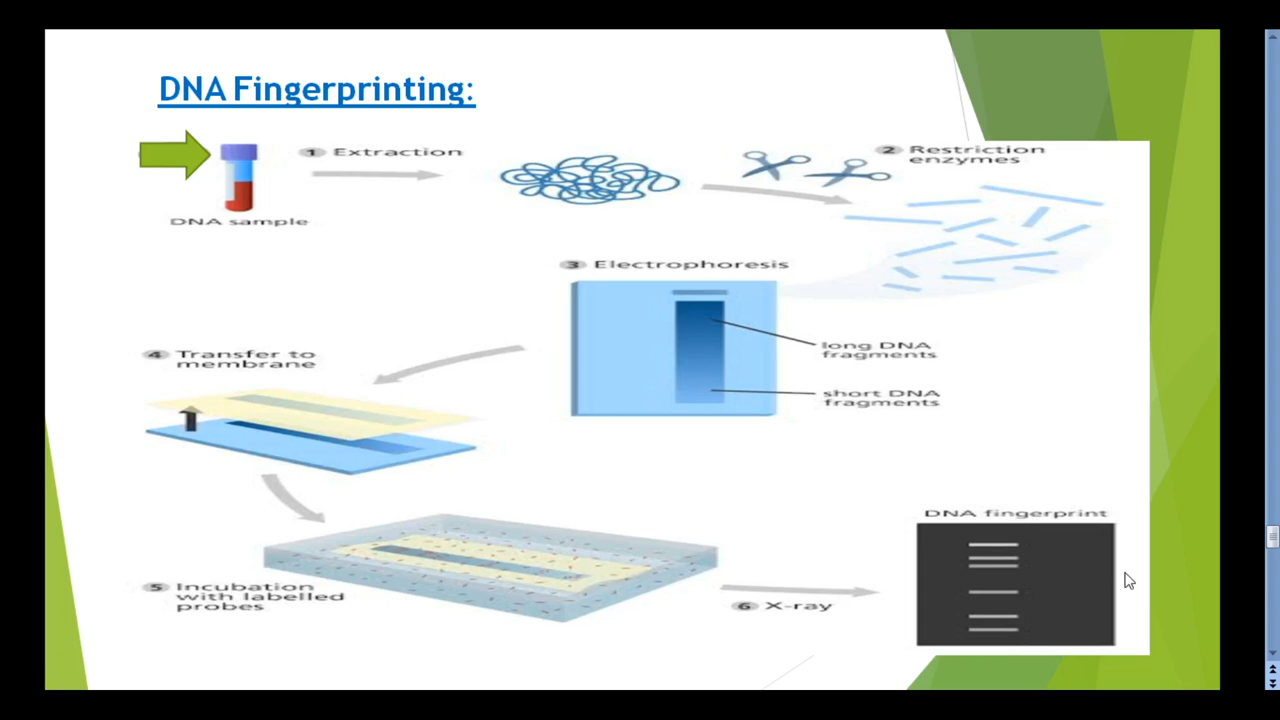 DNA Fingerprinting:
1 Extraction
DNA sample
2 Restriction
enzymes
3 Electrophoresis
long DNA
fragments
short DNA
fragments
4 Transfer to
membrane
5 Incubation
with labelled
probes
6 X-ray
DNA fingerprint